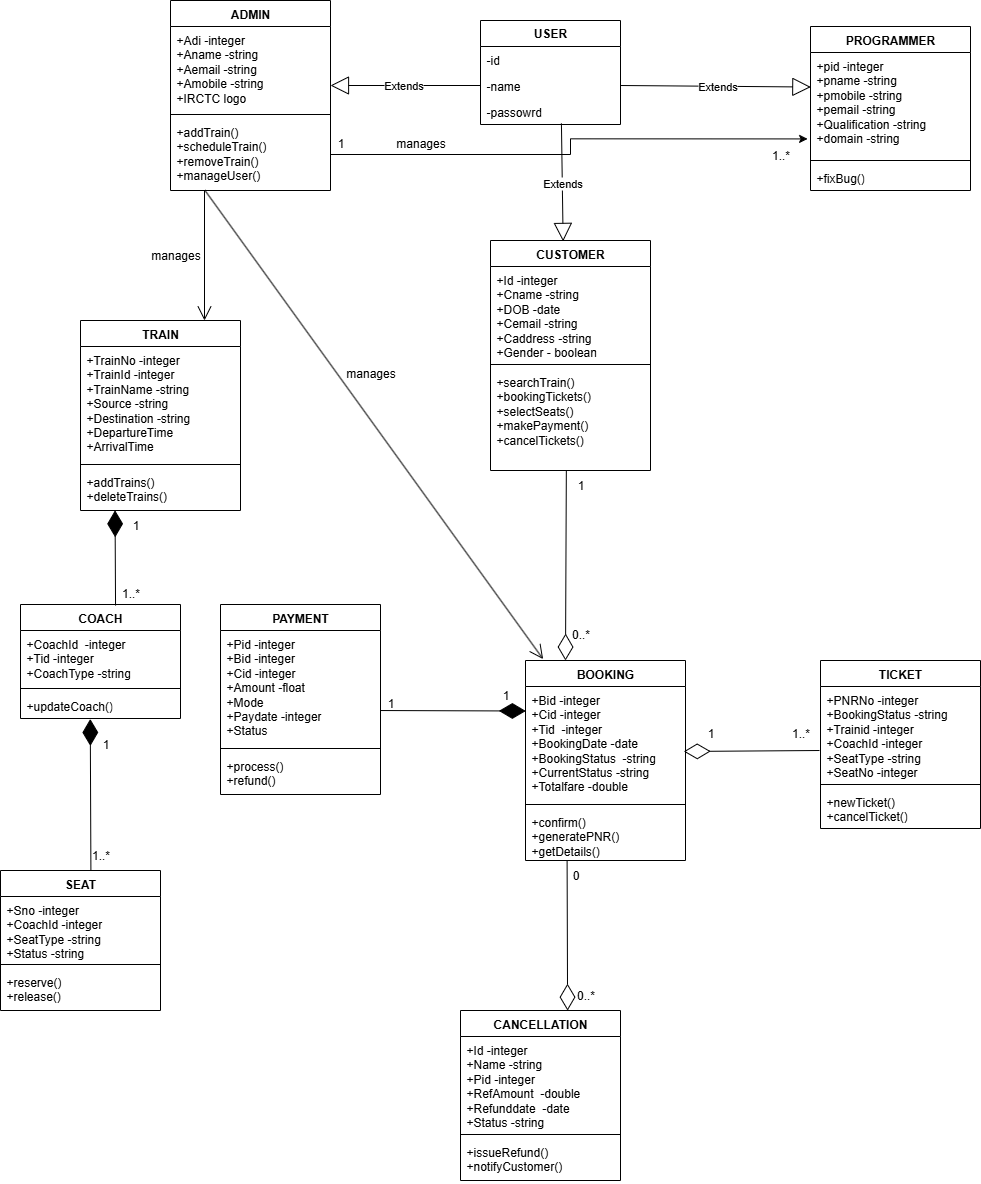 ADMIN
+Adi -integer
+Aname -string
+Aemail -string
+Amobile -string
+IRCTC logo
+addTrain()
+scheduleTrain()
+removeTrain()
+manageUser()
USER
-id
-name
-passowrd
PROGRAMMER
+pid -integer
+pname -string
+pmobile -string
+pemail -string
+Qualification -string
+domain -string
+fixBug()
Extends
Extends
1
manages
1..*
Extends
manages
manages
CUSTOMER
+Id -integer
+Cname -string
+DOB -date
+Cemail -string
+Caddress -string
+Gender - boolean
+searchTrain()
+bookingTickets()
+selectSeats()
+makePayment()
+cancelTickets()
TRAIN
+TrainNo -integer
+TrainId -integer
+TrainName -string
+Source -string
+Destination -string
+DepartureTime
+ArrivalTime
+addTrains()
+deleteTrains()
1
1..*
1
0..*
COACH
+CoachId  -integer
+Tid -integer
+CoachType -string
+updateCoach()
1
1..*
PAYMENT
+Pid -integer
+Bid -integer
+Cid -integer
+Amount -float
+Mode
+Paydate -integer
+Status
+process()
+refund()
1
1
BOOKING
+Bid -integer
+Cid -integer
+Tid  -integer
+BookingDate -date
+BookingStatus  -string
+CurrentStatus -string
+Totalfare -double
+confirm()
+generatePNR()
+getDetails()
1
1..*
TICKET
+PNRNo -integer
+BookingStatus -string
+Trainid -integer
+CoachId -integer
+SeatType -string
+SeatNo -integer
+newTicket()
+cancelTicket()
SEAT
+Sno -integer
+CoachId -integer
+SeatType -string
+Status -string
+reserve()
+release()
0
0..*
CANCELLATION
+Id -integer
+Name -string
+Pid -integer
+RefAmount  -double
+Refunddate  -date
+Status -string
+issueRefund()
+notifyCustomer()